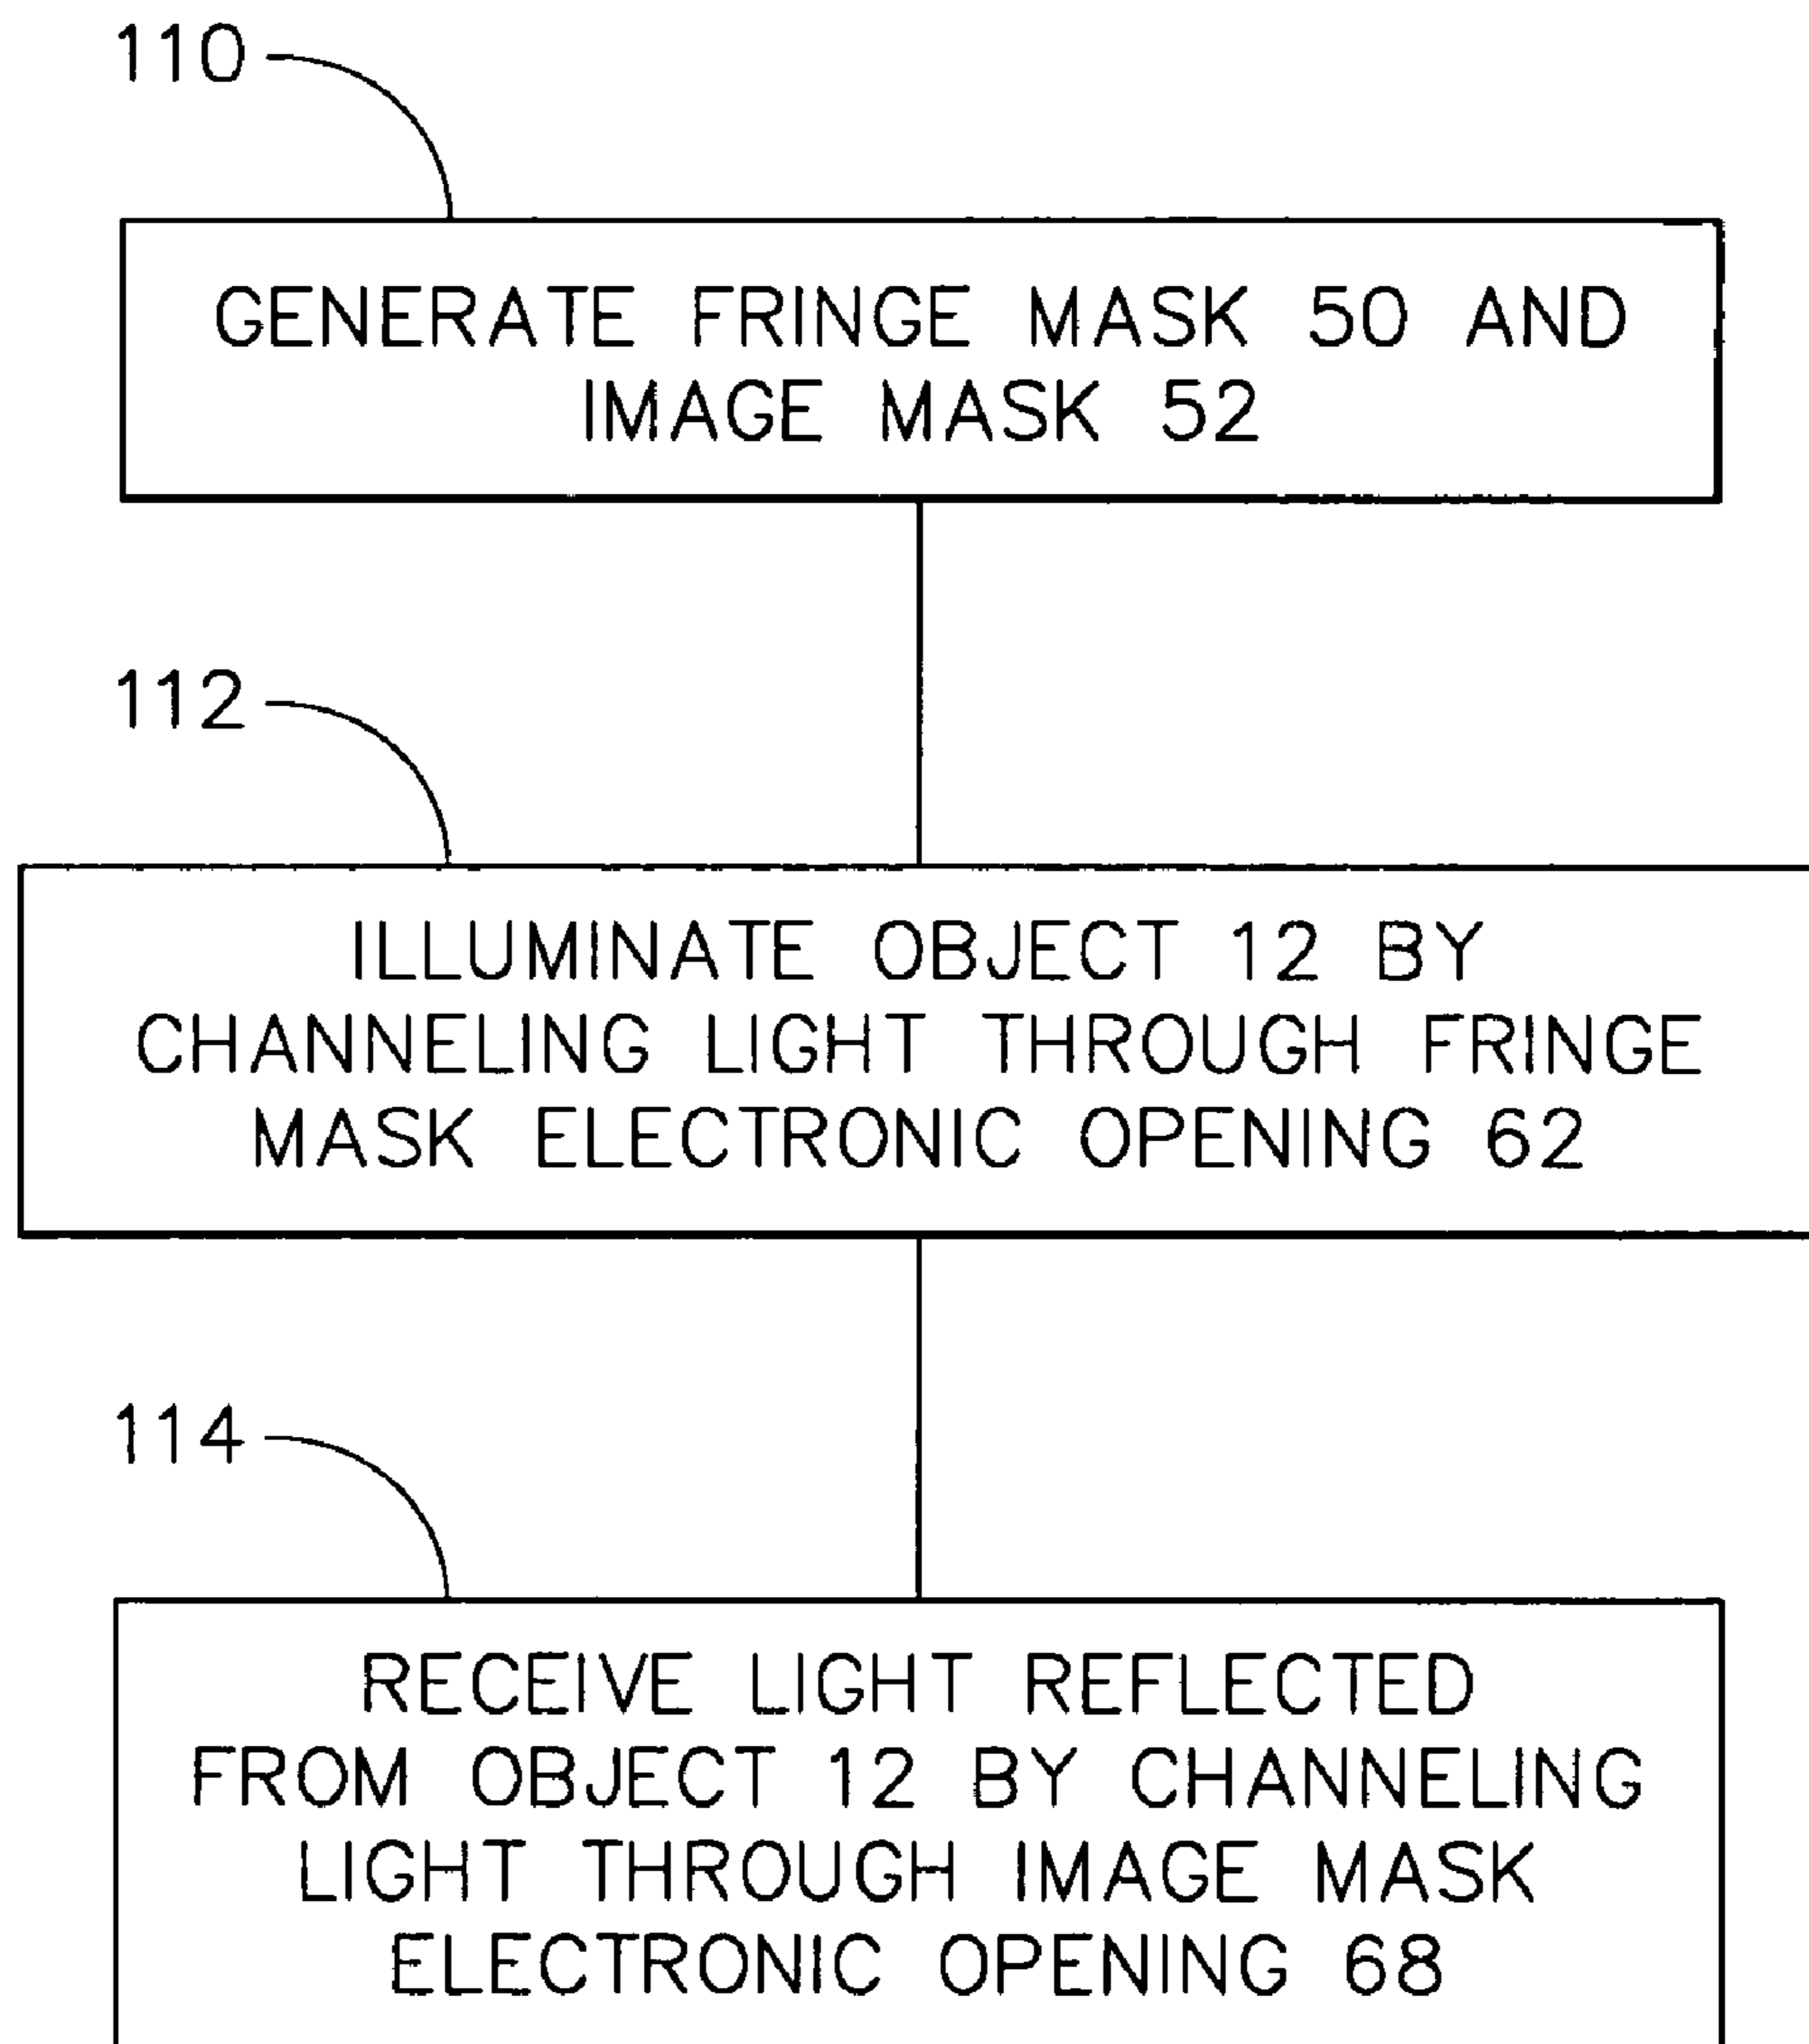 110
GENERATE FRINGE MASK 50 AND
IMAGE MASK 52
112
ILLUMINATE OBJECT 12 BY
CHANNELING LIGHT THROUGH FRINGE
MASK ELECTRONIC OPENING 62
114
RECEIVE LIGHT REFLECTED
FROM OBJECT 12 BY CHANNELING
LIGHT THROUGH IMAGE MASK
ELECTRONIC OPENING 68